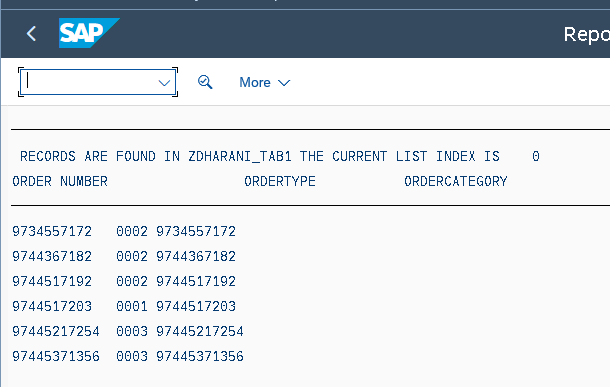 SAP
Repo
More
RECORDS ARE FOUND IN ZDHARANI_TAB1 THE CURRENT LIST INDEX IS 0
ORDER NUMBER ORDERTYPE ORDERCATEGORY
9734557172 0002 9734557172
9744367182 0002 9744367182
9744517192 0002 9744517192
9744517203 0001 9744517203
97445217254 0003 97445217254
97445371356 0003 97445371356